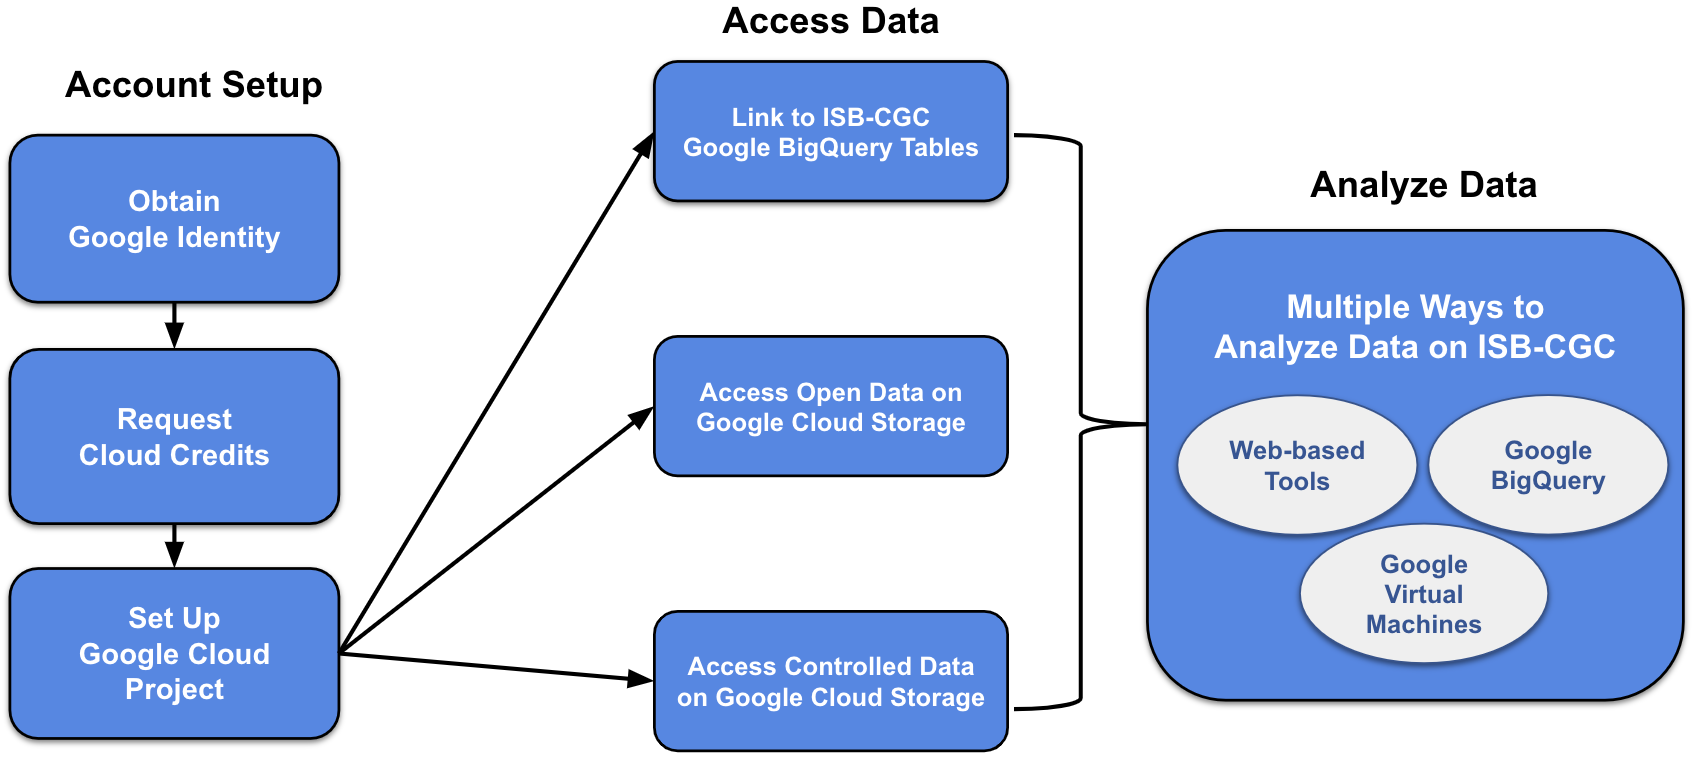 Account Setup
Obtain
Google Identity
Request
Cloud Credits
Set Up
Google Cloud
Project
Access Data
Link to ISB-CGC
Google BigQuery Tables
Access Open Data on
Google Cloud Storage
Access Controlled Data
on Google Cloud Storage
Analyze Data
Multiple Ways to
Analyze Data on ISB-CGC
Web-based
Tools
Google
BigQuery
Google
Virtual
Machines